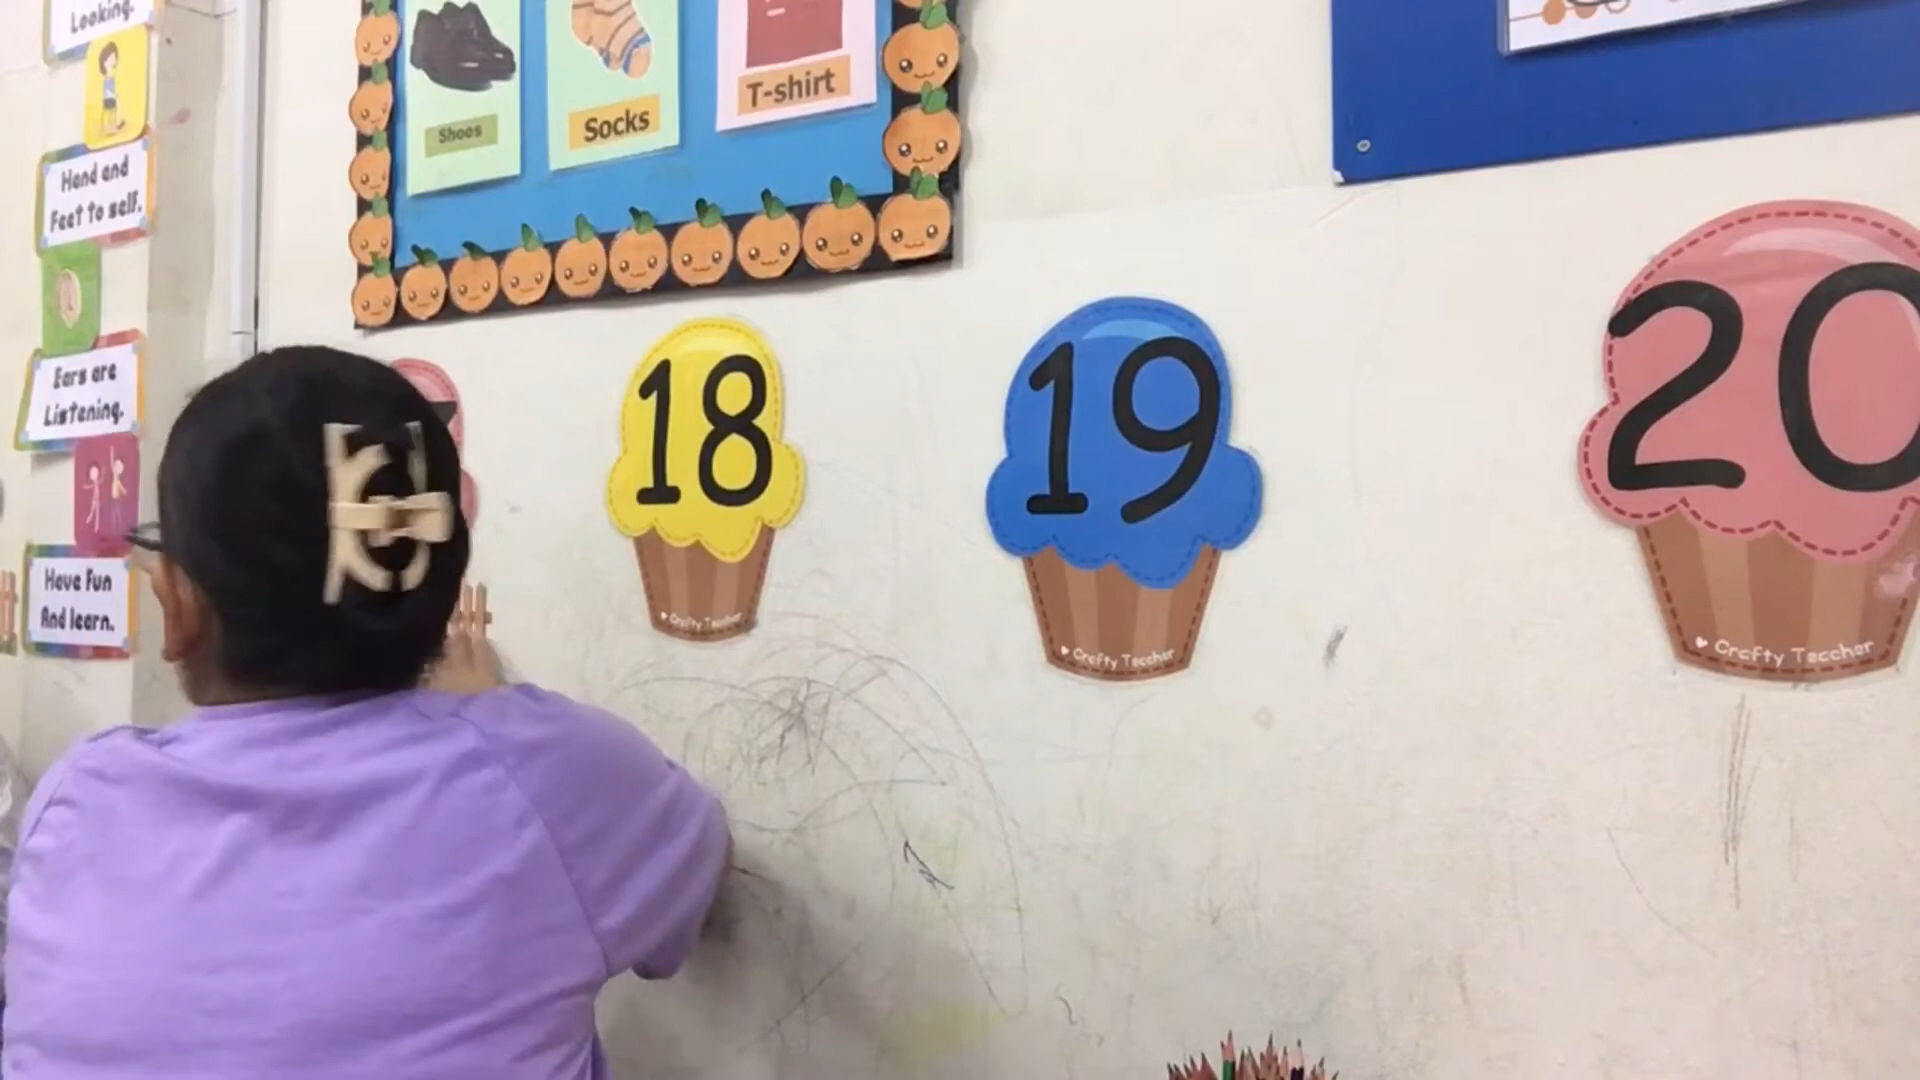 Looking.
Hand and
Feet to self.
Ears are
Listening.
Have Fun
And learn.
Shoes
Socks
T-shirt
18
Crafty Teacher
19
Crafty Teacher
20
Crafty Teacher